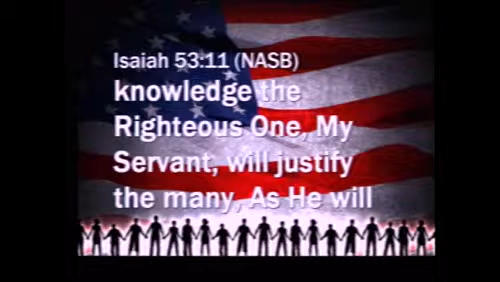 Isaiah 53:11 (NASB)
knowledge the
Righteous One, My
Servant, will justify
the many, As He will